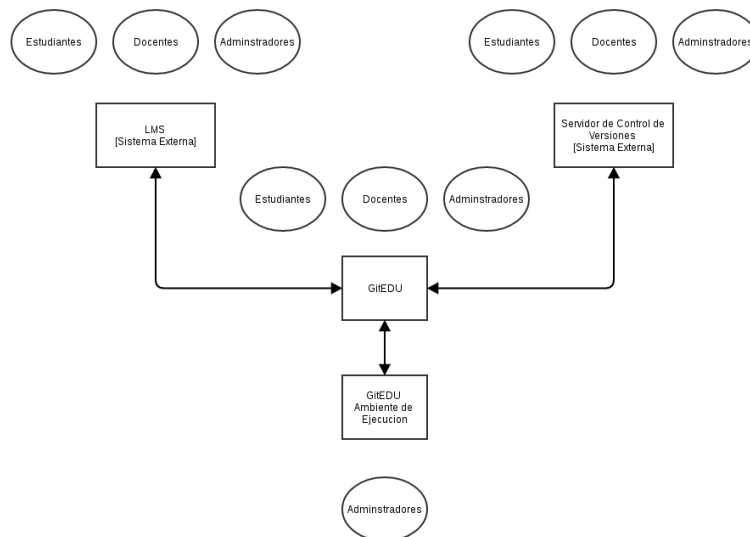 Estudiantes
Docentes
Adminstradores
Estudiantes
Docentes
Adminstradores
LMS
[Sistema Externa]
Servidor de Control de
Versiones
[Sistema Externa]
Estudiantes
Docentes
Adminstradores
GitEDU
GitEDU
Ambiente de
Ejecucion
Adminstradores